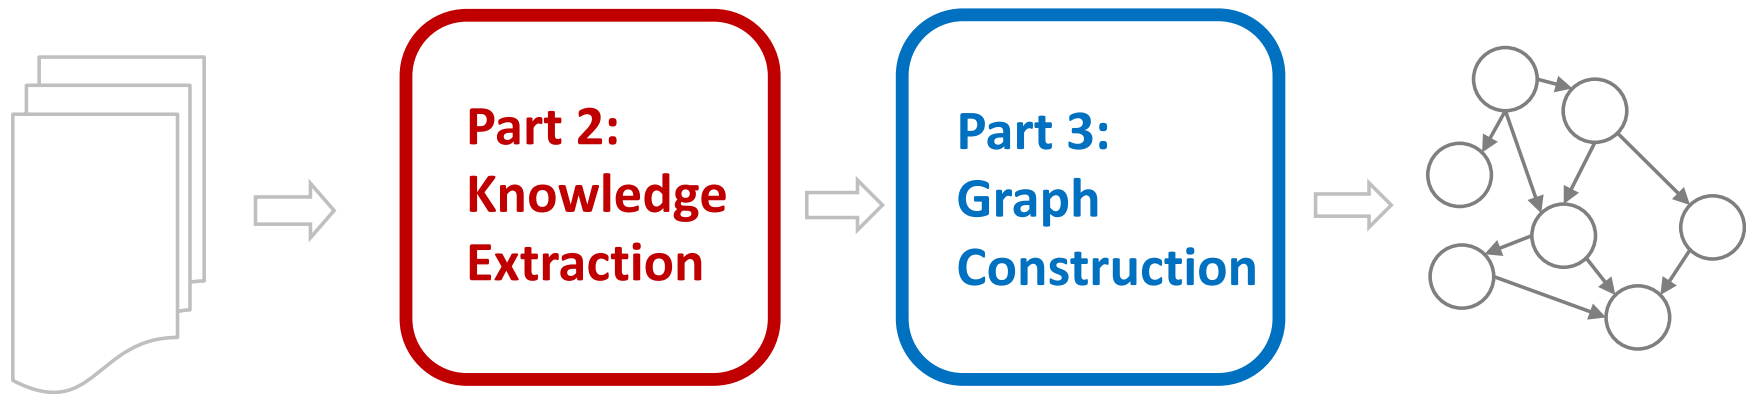 Part 2:
Knowledge
Extraction
Part 3:
Graph
Construction